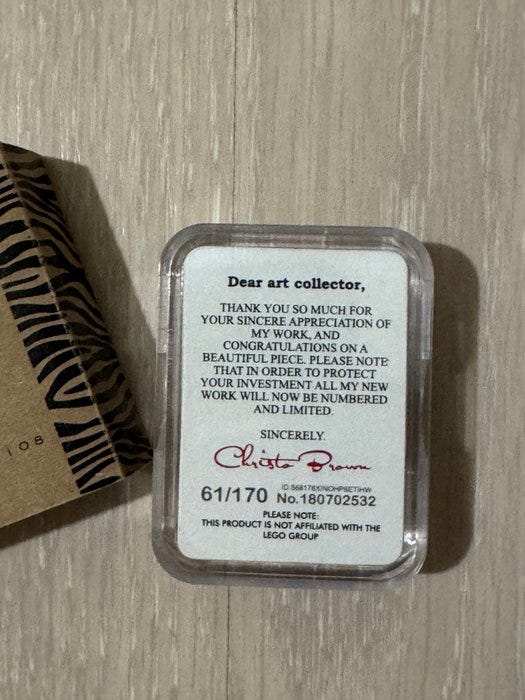 Dear art collector,
THANK YOU SO MUCH FOR
YOUR SINCERE APPRECIATION OF
MY WORK, AND
CONGRATULATIONS ON A
BEAUTIFUL PIECE. PLEASE NOTE
THAT IN ORDER TO PROTECT
YOUR INVESTMENT ALL MY NEW
WORK WILL NOW BE NUMBERED
AND LIMITED.
SINCERELY.
Christo Brown
61/170 No.180702532
PLEASE NOTE:
THIS PRODUCT IS NOT AFFILIATED WITH THE
LEGO GROUP